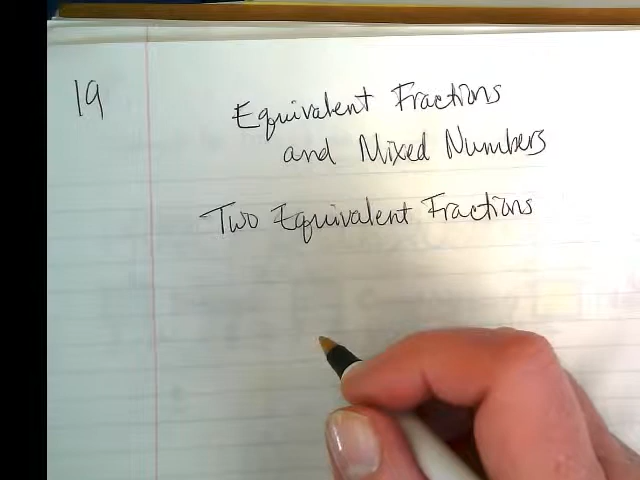 19
Equivalent Fractions
and Mixed Numbers
Two Equivalent Fractions